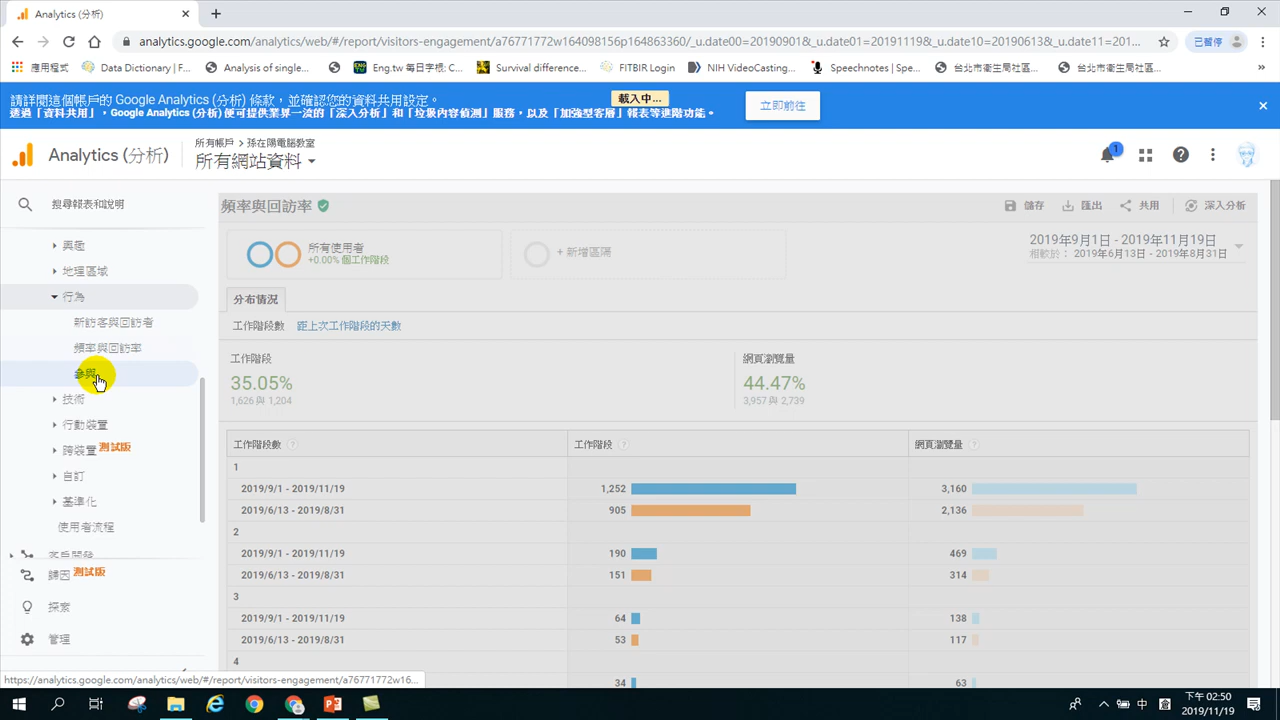 Analytics (分析)
analytics.google.com/analytics/web/#/report/visitors-engagement/a76771772w164098156p164863360/_u.date00=20190901&_u.date01=20191119&_u.date10=20190613&_u.date11=201...
已暫停
應用程式
Data Dictionary | F...
Analysis of single...
Eng.tw 每日字根; C...
Survival difference...
FITBIR Login
NIH VideoCasting...
Speechnotes | Spe...
台北市衛生局社區...
台北市衛生局社區...
»
請詳閱這個帳戶的 Google Analytics (分析) 條款，並確認您的資料共用設定。
載入中...
透過「資料共用」，Google Analytics (分析) 便可提供業界一流的「深入分析」和「垃圾內容偵測」服務，以及「加強型客層」報表等進階功能。
立即前往
Analytics (分析)
所有帳戶 > 孫在陽電腦教室
所有網站資料
1
搜尋報表和說明
興趣
地理區域
行為
新訪客與回訪者
頻率與回訪率
參與
技術
行動裝置
跨裝置 測試版
自訂
基準化
使用者流程
客戶開發
歸因 測試版
探索
管理
頻率與回訪率
儲存
匯出
共用
深入分析
所有使用者
+0.00% 個工作階段
+ 新增區隔
2019年9月1日 - 2019年11月19日
相較於： 2019年6月13日 - 2019年8月31日
分布情況
工作階段數 距上次工作階段的天數
工作階段 網頁瀏覽量
35.05% 44.47%
1,626 與 1,204 3,957 與 2,739
工作階段數 工作階段 網頁瀏覽量
1
2019/9/1 - 2019/11/19 1,252 3,160
2019/6/13 - 2019/8/31 905 2,136
2
2019/9/1 - 2019/11/19 190 469
2019/6/13 - 2019/8/31 151 314
3
2019/9/1 - 2019/11/19 64 138
2019/6/13 - 2019/8/31 53 117
4
34 63
https://analytics.google.com/analytics/web/#/report/visitors-engagement/a76771772w16...
中
下午 02:50
2019/11/19